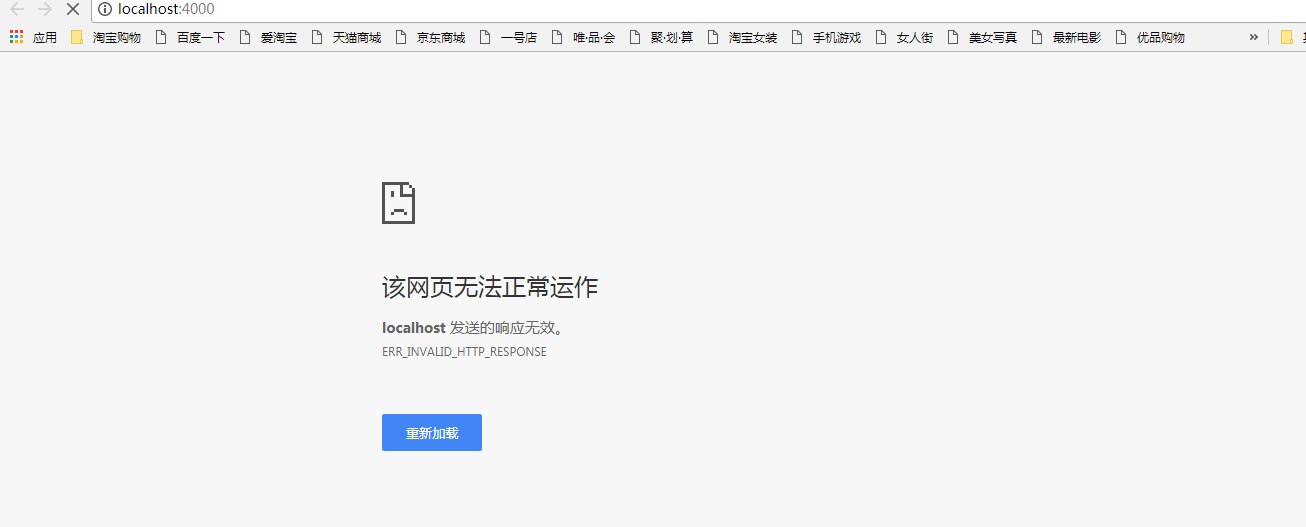 localhost:4000
应用 淘宝购物 百度一下 爱淘宝 天猫商城 京东商城 一号店 唯·品·会 聚·划·算 淘宝女装 手机游戏 女人街 美女写真 最新电影 优品购物 »
该网页无法正常运作
localhost 发送的响应无效。
ERR_INVALID_HTTP_RESPONSE
重新加载